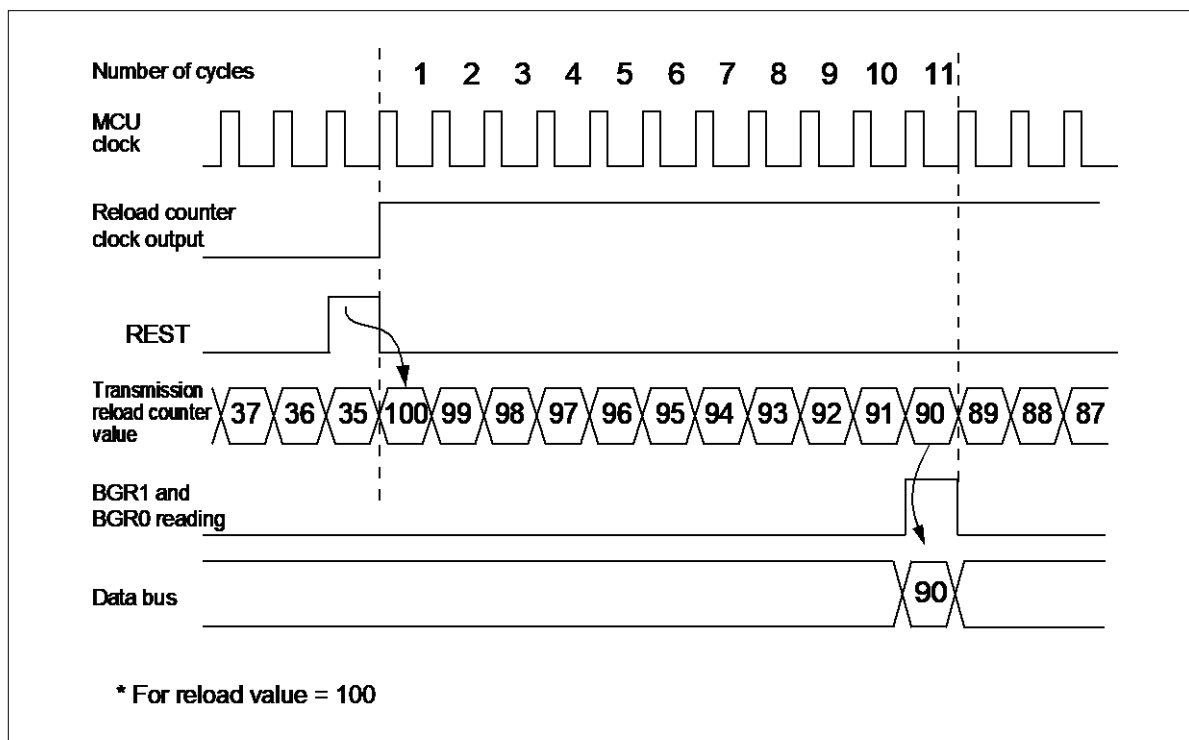 Number of cycles 1 2 3 4 5 6 7 8 9 10 11
MCU
clock
Reload counter
clock output
REST
Transmission
reload counter
value
37 36 35 100 99 98 97 96 95 94 93 92 91 90 89 88 87
BGR1 and
BGR0 reading
Data bus
90
* For reload value = 100